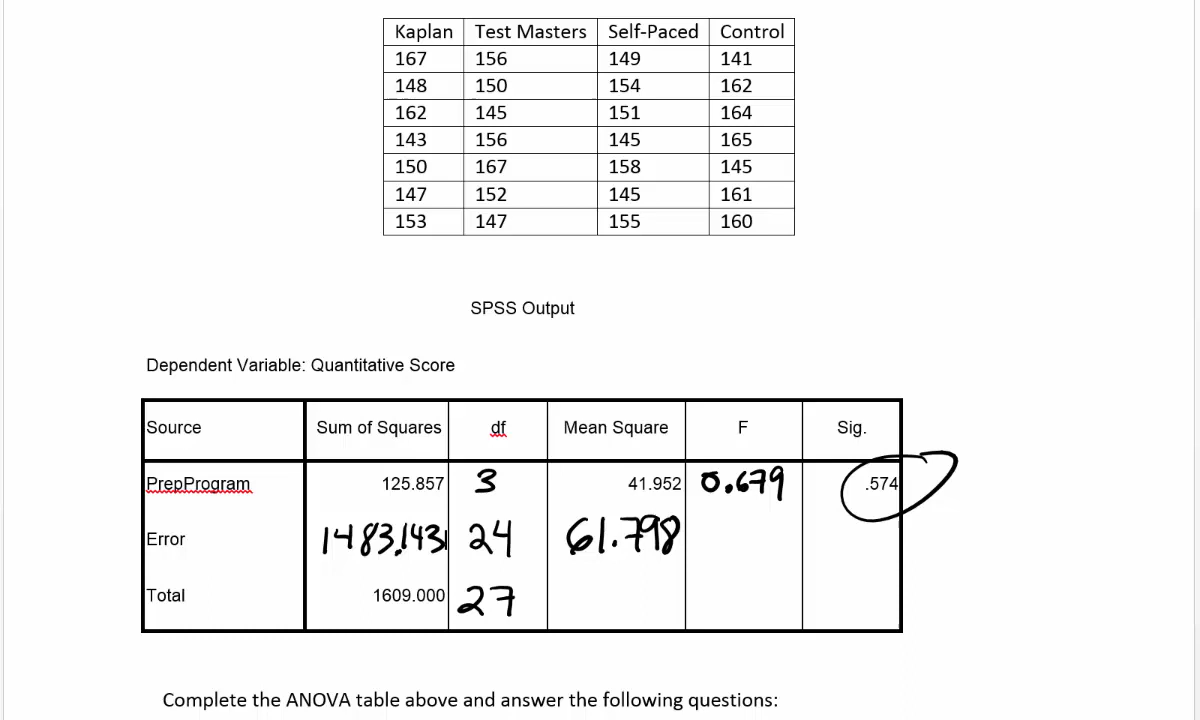 Kaplan Test Masters Self-Paced Control
167 156 149 141
148 150 154 162
162 145 151 164
143 156 145 165
150 167 158 145
147 152 145 161
153 147 155 160
SPSS Output
Dependent Variable: Quantitative Score
Source Sum of Squares df Mean Square F Sig.
PrepProgram 125.857 3 41.952 0.679 .574
Error 1483.143 24 61.798
Total 1609.000 27
Complete the ANOVA table above and answer the following questions: